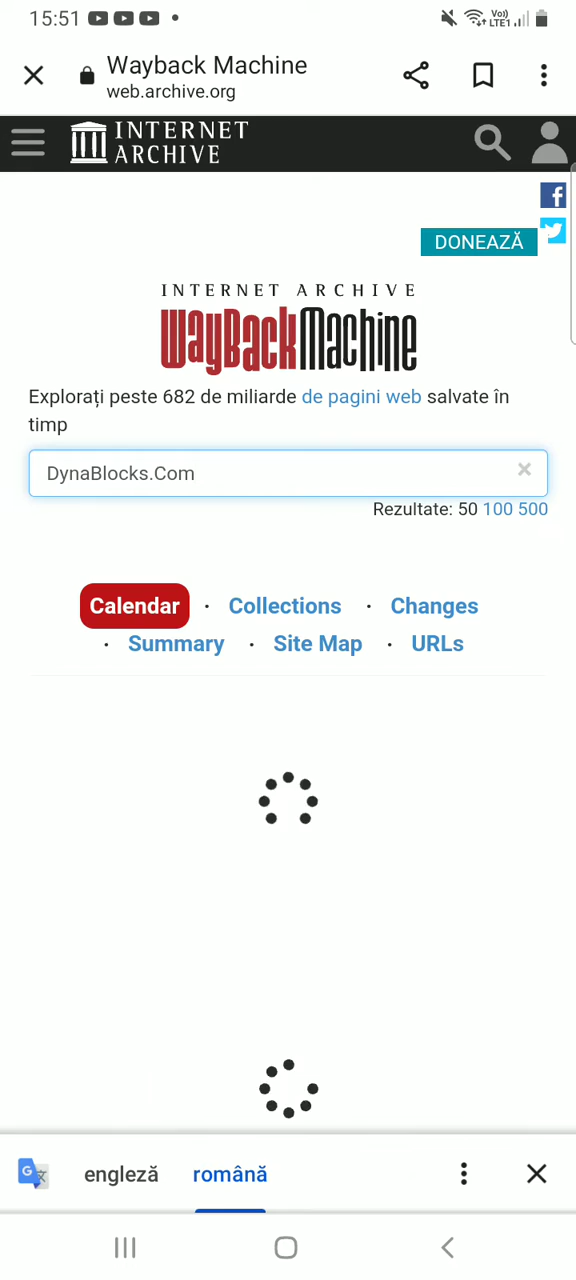 15:51
Vo)) LTE1
Wayback Machine
web.archive.org
INTERNET ARCHIVE
DONEAZĂ
INTERNET ARCHIVE
WayBackMachine
Explorați peste 682 de miliarde de pagini web salvate în
timp
DynaBlocks.Com
Rezultate: 50 100 500
Calendar · Collections · Changes
· Summary · Site Map · URLs
engleză română